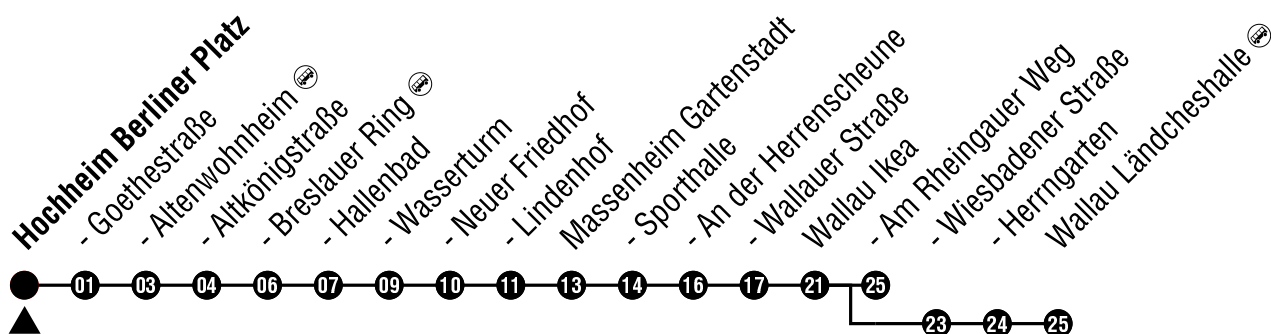 Hochheim Berliner Platz
- Goethestraße
- Altenwohnheim
- Altkönigstraße
- Breslauer Ring
- Hallenbad
- Wasserturm
- Neuer Friedhof
- Lindenhof
Massenheim Gartenstadt
- Sporthalle
- An der Herrenscheune
- Wallauer Straße
Wallau Ikea
- Am Rheingauer Weg
- Wiesbadener Straße
- Herrngarten
Wallau Ländcheshalle
01 03 04 06 07 09 10 11 13 14 16 17 21 25
23 24 25